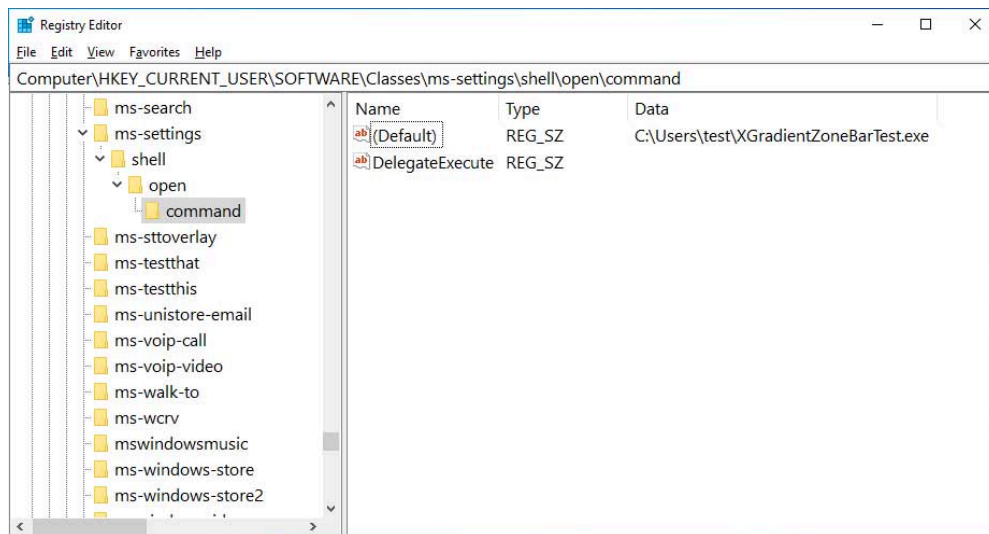 Registry Editor
File Edit View Favorites Help
Computer\HKEY_CURRENT_USER\SOFTWARE\Classes\ms-settings\shell\open\command
ms-search
ms-settings
shell
open
command
ms-sttoverlay
ms-testthat
ms-testthis
ms-unistore-email
ms-voip-call
ms-voip-video
ms-walk-to
ms-wcrv
mswindowsmusic
ms-windows-store
ms-windows-store2
Name Type Data
ab (Default) REG_SZ C:\Users\test\XGradientZoneBarTest.exe
ab DelegateExecute REG_SZ